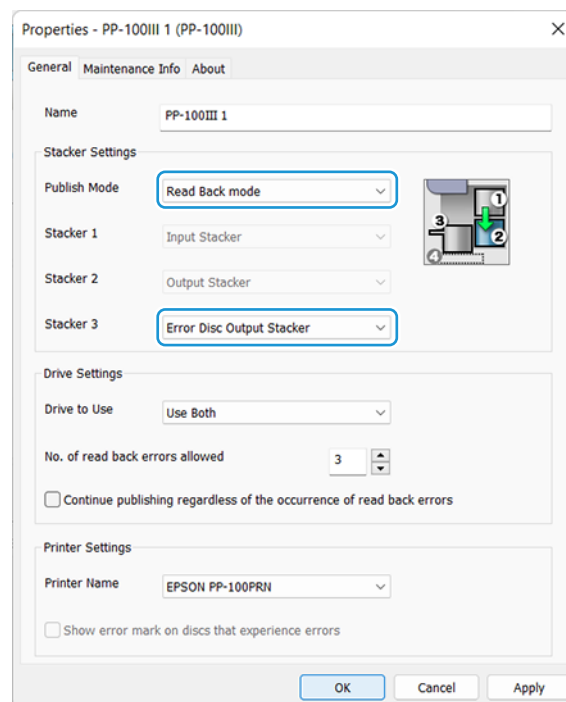 Properties - PP-100III 1 (PP-100III)
General Maintenance Info About
Name PP-100III 1
Stacker Settings
Publish Mode Read Back mode
Stacker 1 Input Stacker
Stacker 2 Output Stacker
Stacker 3 Error Disc Output Stacker
1
3
2
4
Drive Settings
Drive to Use Use Both
No. of read back errors allowed 3
Continue publishing regardless of the occurrence of read back errors
Printer Settings
Printer Name EPSON PP-100PRN
Show error mark on discs that experience errors
OK Cancel Apply